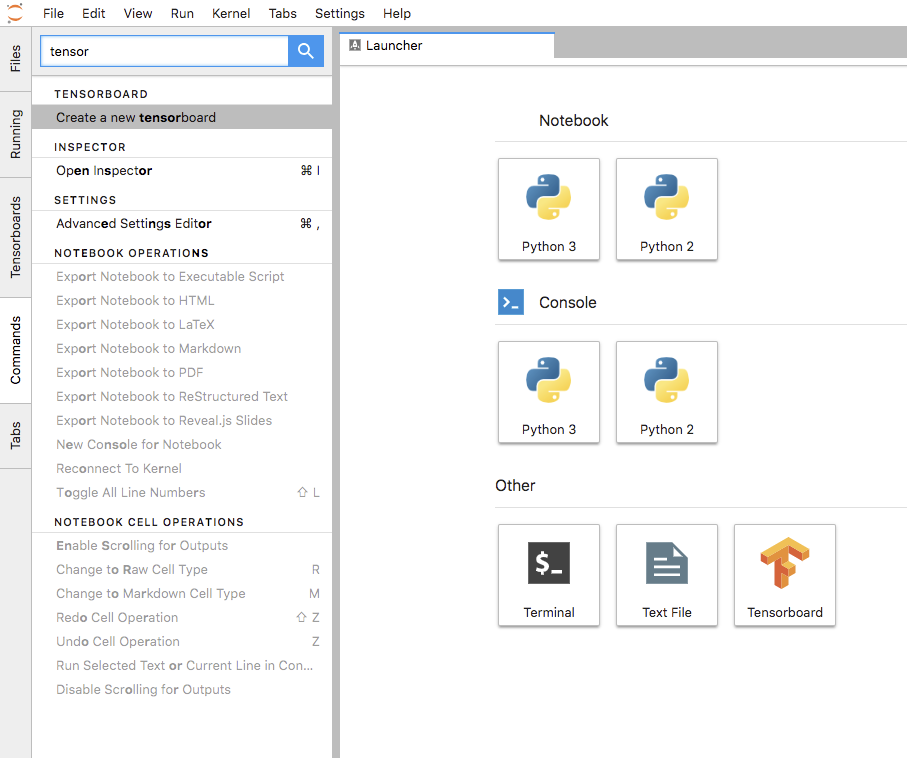 File Edit View Run Kernel Tabs Settings Help
Files
Running
Tensorboards
Commands
Tabs
tensor
TENSORBOARD
Create a new tensorboard
INSPECTOR
Open Inspector ⌘ I
SETTINGS
Advanced Settings Editor ⌘ ,
NOTEBOOK OPERATIONS
Export Notebook to Executable Script
Export Notebook to HTML
Export Notebook to LaTeX
Export Notebook to Markdown
Export Notebook to PDF
Export Notebook to ReStructured Text
Export Notebook to Reveal.js Slides
New Console for Notebook
Reconnect To Kernel
Toggle All Line Numbers ⇧ L
NOTEBOOK CELL OPERATIONS
Enable Scrolling for Outputs
Change to Raw Cell Type R
Change to Markdown Cell Type M
Redo Cell Operation ⇧ Z
Undo Cell Operation Z
Run Selected Text or Current Line in Con...
Disable Scrolling for Outputs
Launcher
Notebook
Python 3 Python 2
>_ Console
Python 3 Python 2
Other
$_
Terminal Text File Tensorboard